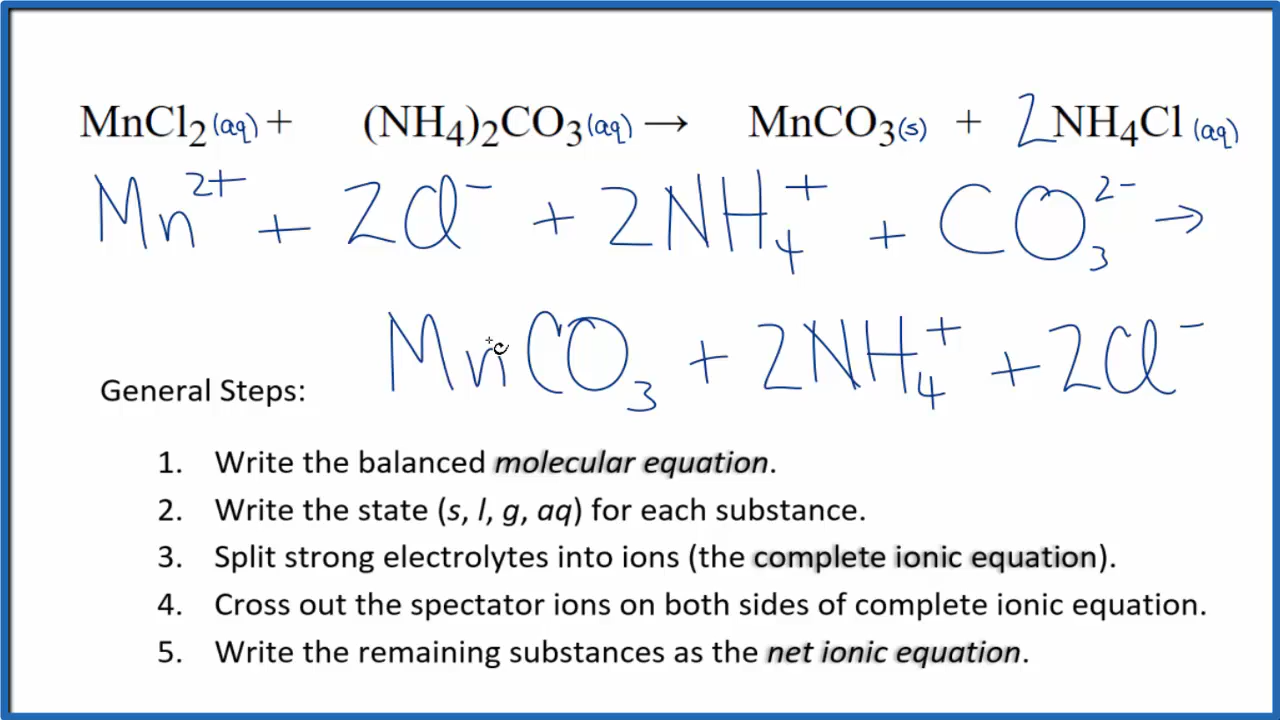 MnCl₂(aq) + (NH₄)₂CO₃(aq) → MnCO₃(s) + 2NH₄Cl (aq)
Mn²⁺ + 2Cl⁻ + 2NH₄⁺ + CO₃²⁻ →
MnCO₃ + 2NH₄⁺ + 2Cl⁻
General Steps:
1. Write the balanced molecular equation.
2. Write the state (s, l, g, aq) for each substance.
3. Split strong electrolytes into ions (the complete ionic equation).
4. Cross out the spectator ions on both sides of complete ionic equation.
5. Write the remaining substances as the net ionic equation.